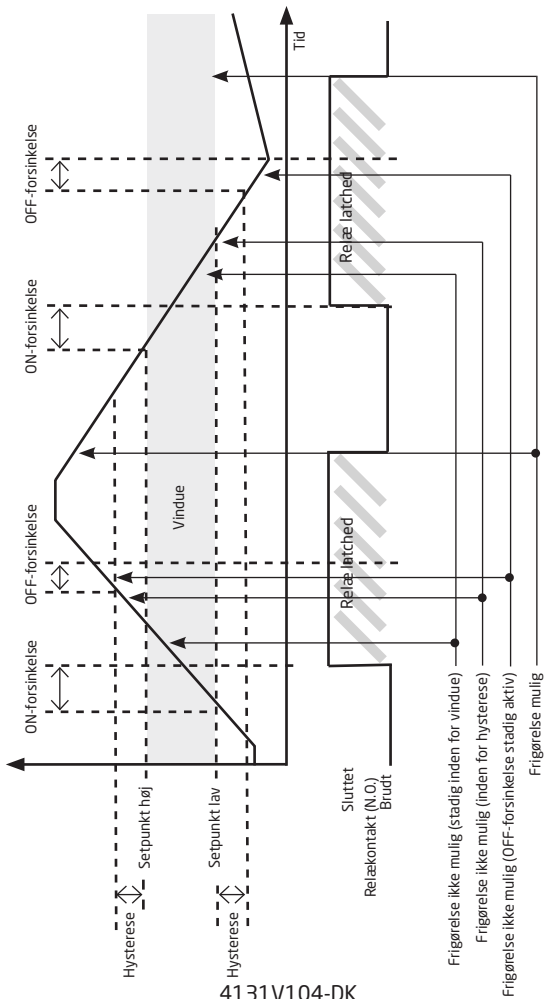 ON-forsinkelse
OFF-forsinkelse
ON-forsinkelse
OFF-forsinkelse
Hysterese
Setpunkt høj
Vindue
Setpunkt lav
Hysterese
Tid
Sluttet
Relækontakt (N.O.)
Brudt
Relæ latched
Relæ latched
Frigørelse ikke mulig (stadig inden for vindue)
Frigørelse ikke mulig (inden for hysterese)
Frigørelse ikke mulig (OFF-forsinkelse stadig aktiv)
Frigørelse mulig
4131V104-DK